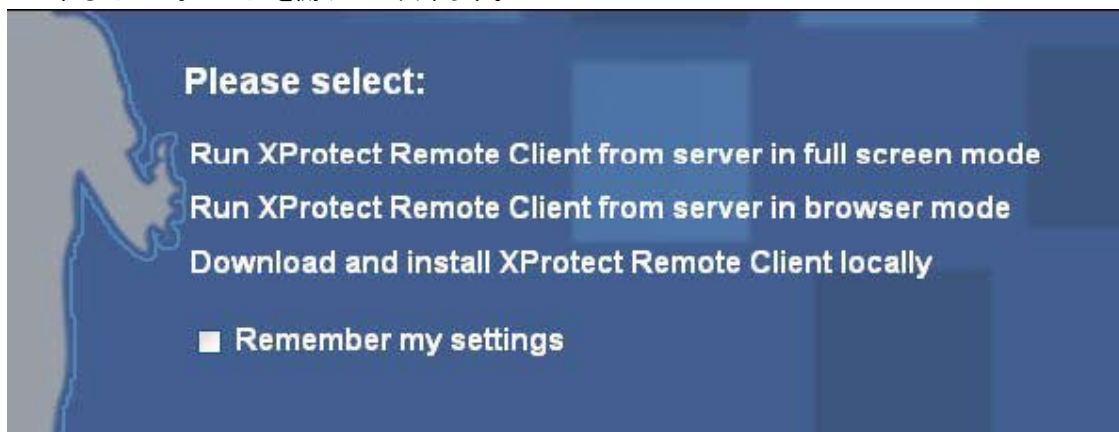 Please select:
Run XProtect Remote Client from server in full screen mode
Run XProtect Remote Client from server in browser mode
Download and install XProtect Remote Client locally
Remember my settings